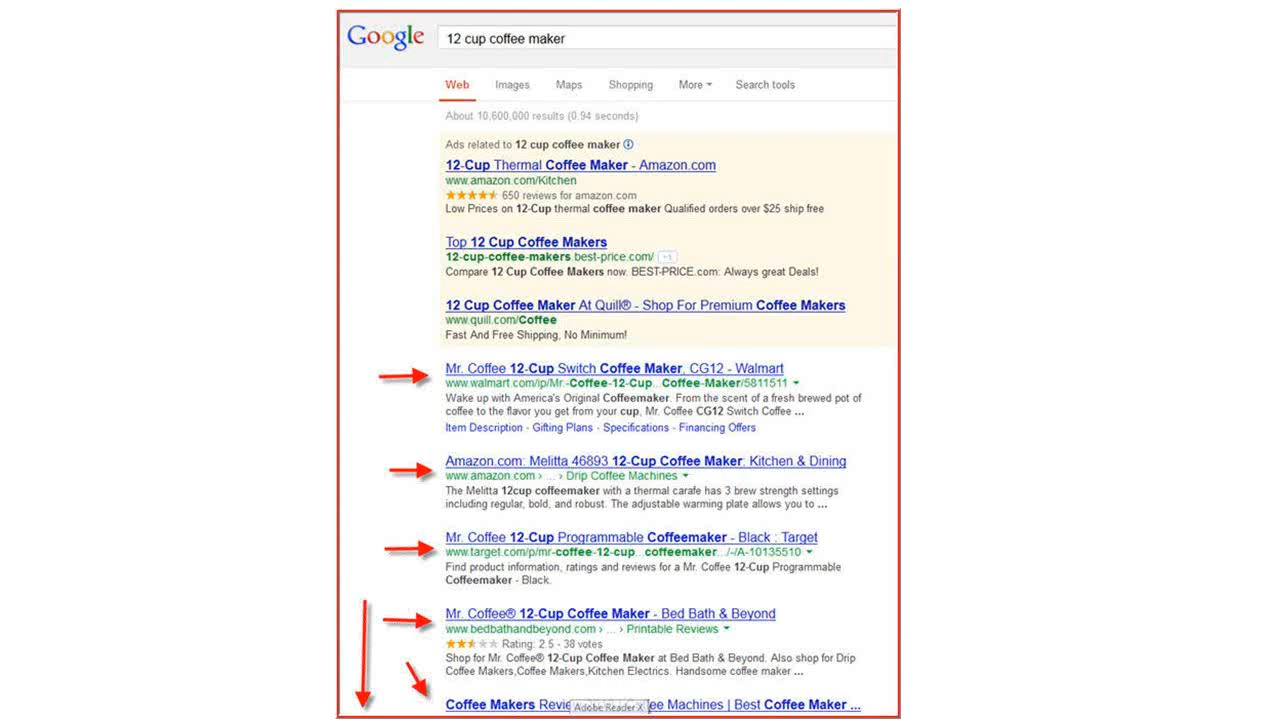 Google
12 cup coffee maker
Web Images Maps Shopping More Search tools
About 10,600,000 results (0.94 seconds)
Ads related to 12 cup coffee maker
12-Cup Thermal Coffee Maker - Amazon.com
www.amazon.com/Kitchen
650 reviews for amazon.com
Low Prices on 12-Cup thermal coffee maker Qualified orders over $25 ship free
Top 12 Cup Coffee Makers
12-cup-coffee-makers.best-price.com/ +1
Compare 12 Cup Coffee Makers now. BEST-PRICE.com: Always great Deals!
12 Cup Coffee Maker At Quill® - Shop For Premium Coffee Makers
www.quill.com/Coffee
Fast And Free Shipping, No Minimum!
Mr. Coffee 12-Cup Switch Coffee Maker, CG12 - Walmart
www.walmart.com/ip/Mr.-Coffee-12-Cup...Coffee-Maker/5811511
Wake up with America's Original Coffeemaker. From the scent of a fresh brewed pot of
coffee to the flavor you get from your cup, Mr. Coffee CG12 Switch Coffee ...
Item Description - Gifting Plans - Specifications - Financing Offers
Amazon.com: Melitta 46893 12-Cup Coffee Maker: Kitchen & Dining
www.amazon.com › ... › Drip Coffee Machines
The Melitta 12cup coffeemaker with a thermal carafe has 3 brew strength settings
including regular, bold, and robust. The adjustable warming plate allows you to ...
Mr. Coffee 12-Cup Programmable Coffeemaker - Black : Target
www.target.com/p/mr-coffee-12-cup...coffeemaker.../-/A-10135510
Find product information, ratings and reviews for a Mr. Coffee 12-Cup Programmable
Coffeemaker - Black.
Mr. Coffee® 12-Cup Coffee Maker - Bed Bath & Beyond
www.bedbathandbeyond.com › ... › Printable Reviews
Rating: 2.5 - 38 votes
Shop for Mr. Coffee® 12-Cup Coffee Maker at Bed Bath & Beyond. Also shop for Drip
Coffee Makers,Coffee Makers,Kitchen Electrics. Handsome coffee maker ...
Coffee Makers Machines | Best Coffee Maker ...
Adobe Reader X